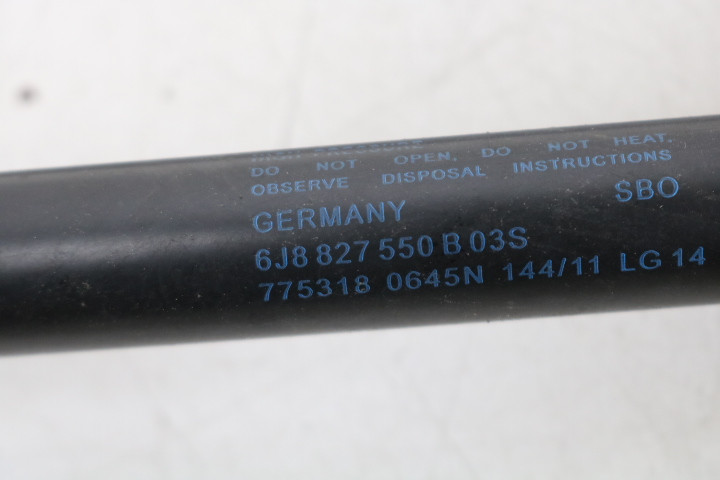 DO NOT OPEN, DO NOT HEAT,
OBSERVE DISPOSAL INSTRUCTIONS
GERMANY SBO
6J8 827 550 B 03S
775318 0645N 144/11 LG 14